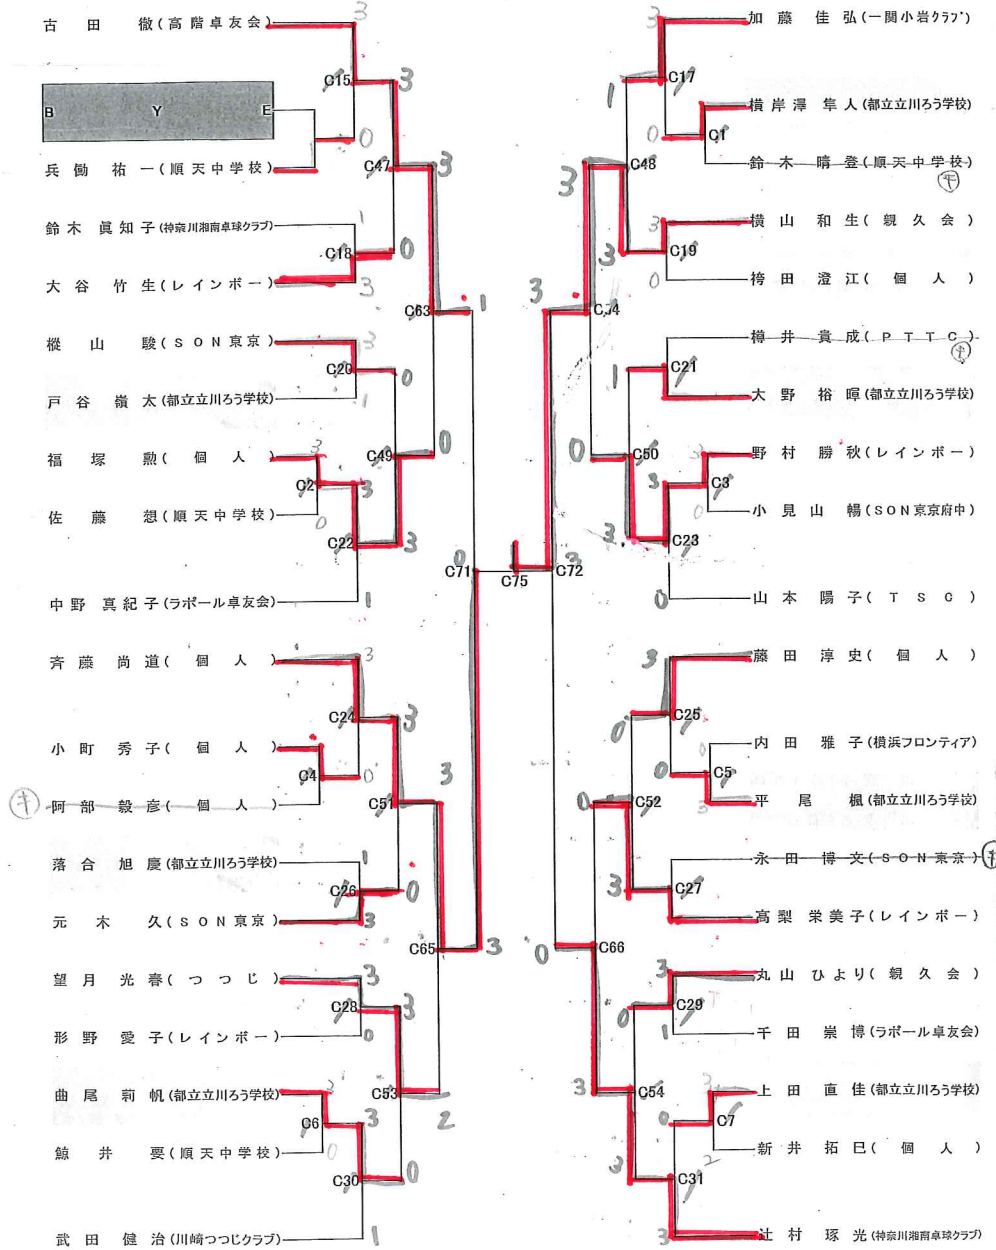 古田 徹(高階卓友会)
BYE
兵働祐一(順天中学校)
鈴木眞知子(神奈川湘南卓球クラブ)
大谷竹生(レインボー)
樅山 駿(SON東京)
戸谷嶺太(都立立川ろう学校)
福塚 勲(個人)
佐藤 想(順天中学校)
中野真紀子(ラポール卓友会)
斉藤尚道(個人)
小町秀子(個人)
阿部毅彦(個人)
落合旭慶(都立立川ろう学校)
元木 久(SON東京)
望月光春(つつじ)
形野愛子(レインボー)
曲尾莉帆(都立立川ろう学校)
鯨井 要(順天中学校)
武田健治(川崎つつじクラブ)
C15
C47
C18
C63
C20
C49
C2
C22
C71
C75
C72
C24
C4
C51
C26
C65
C28
C53
C6
C30
加藤佳弘(一関小岩クラブ)
横岸澤隼人(都立立川ろう学校)
鈴木晴登(順天中学校)
横山和生(親久会)
袴田澄江(個人)
樽井貴成(PTTC)
大野裕暉(都立立川ろう学校)
野村勝秋(レインボー)
小見山 暢(SON東京府中)
山本陽子(TSC)
藤田淳史(個人)
内田雅子(横浜フロンティア)
平尾 楓(都立立川ろう学校)
永田博文(SON東京)
高梨栄美子(レインボー)
丸山ひより(親久会)
千田崇博(ラポール卓友会)
上田直佳(都立立川ろう学校)
新井拓巳(個人)
辻村琢光(神奈川湘南卓球クラブ)
C17
C1
C48
C19
C21
C50
C3
C23
C25
C5
C52
C27
C66
C29
C54
C7
C31